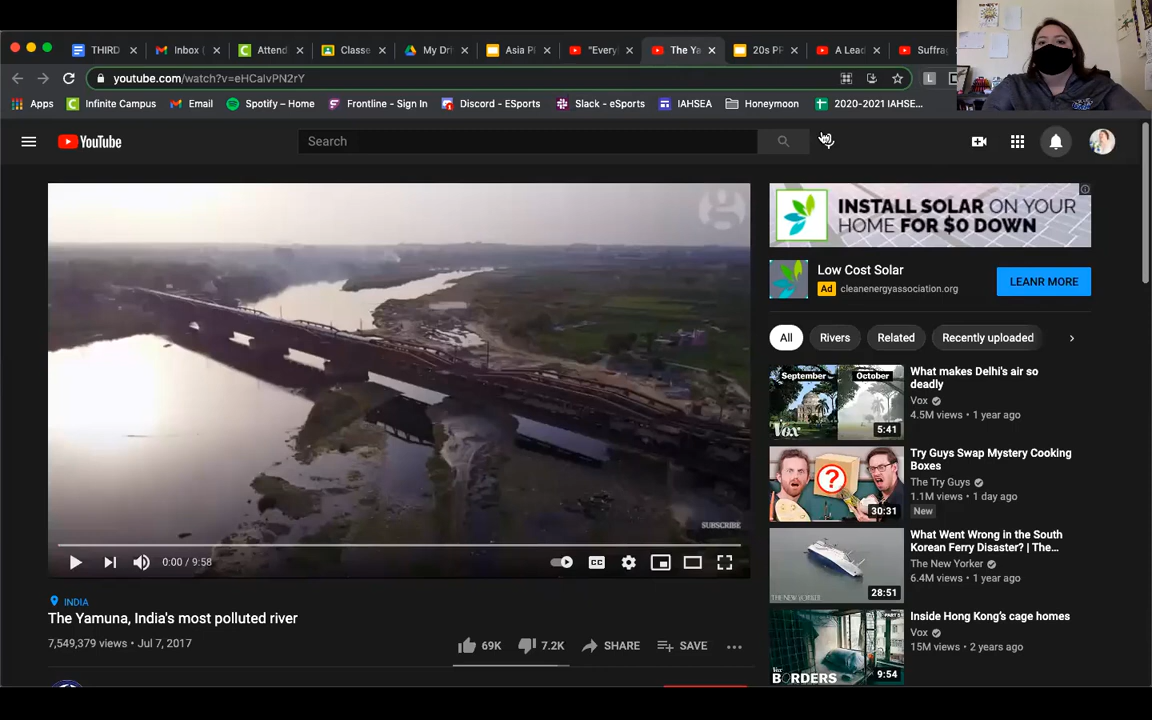 THIRD
Inbox (
Attend
Classe
My Dri
Asia P
"Every
The Ya
20s P
A Lead
Suffra
youtube.com/watch?v=eHCalvPN2rY
L
Apps
Infinite Campus
Email
Spotify – Home
Frontline – Sign In
Discord – ESports
Slack – eSports
IAHSEA
Honeymoon
2020-2021 IAHSE...
YouTube
Search
SUBSCRIBE
0:00 / 9:58
CC
INDIA
The Yamuna, India's most polluted river
7,549,379 views • Jul 7, 2017
69K
7.2K
SHARE
SAVE
INSTALL SOLAR ON YOUR
HOME FOR $0 DOWN
Low Cost Solar
Ad cleanenergyassociation.org
LEARN MORE
All
Rivers
Related
Recently uploaded
September
October
Vox
5:41
What makes Delhi's air so
deadly
Vox
4.5M views • 1 year ago
?
30:31
Try Guys Swap Mystery Cooking
Boxes
The Try Guys
1.1M views • 1 day ago
New
THE NEW YORKER
28:51
What Went Wrong in the South
Korean Ferry Disaster? | The...
The New Yorker
6.4M views • 1 year ago
Vox
BORDERS
9:54
Inside Hong Kong's cage homes
Vox
15M views • 2 years ago